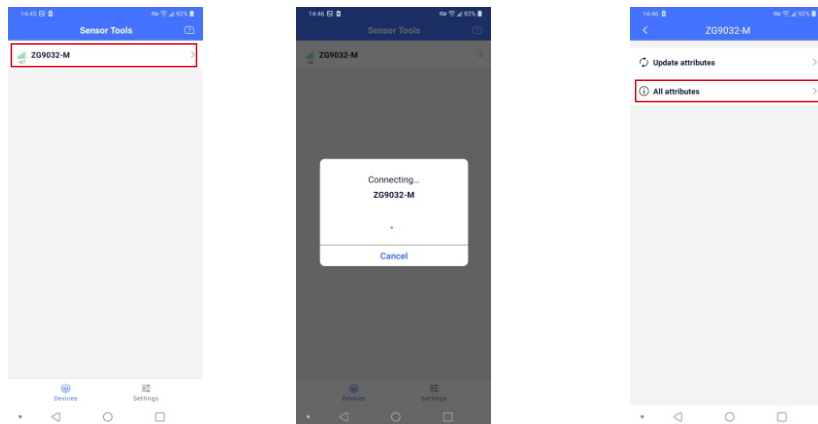 14:45 92%
Sensor Tools
ZG9032-M
-47
Devices Settings
14:46 92%
Sensor Tools
ZG9032-M
Connecting...
ZG9032-M
Cancel
Devices Settings
14:46 92%
ZG9032-M
Update attributes
All attributes